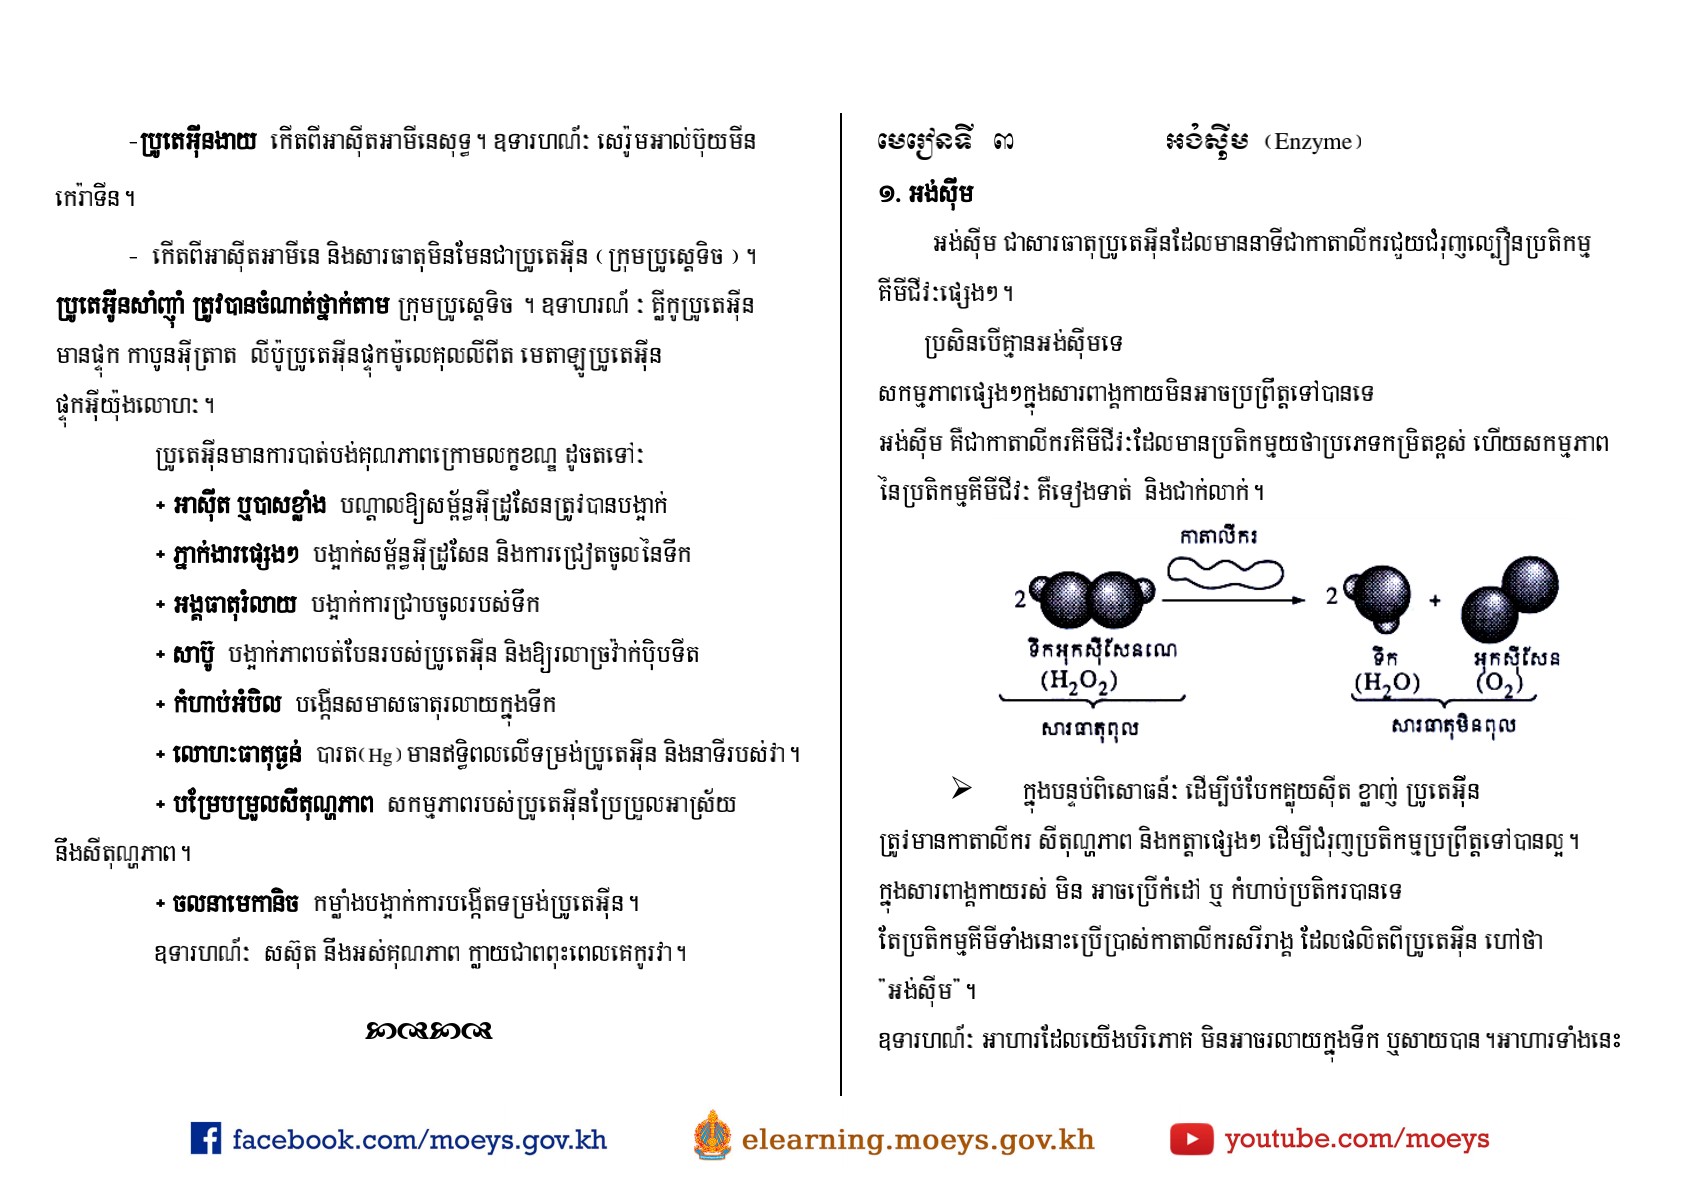 -ប្រូតេអ៊ីនងាយ កើតពីអាស៊ីតអាមីនេសុទ្ធ។ ឧទារហណ៍ៈ សេរ៉ូមអាល់ប៊ុយមីន
កេរ៉ាទីន។
- កើតពីអាស៊ីតអាមីនេ និងសារធាតុមិនមែនជាប្រូតេអ៊ីន ( ក្រុមប្រូស្តេទិច ) ។
ប្រូតេអ៊ីនសាំញ៉ាំ ត្រូវបានចំណាត់ថ្នាក់តាម ក្រុមប្រូស្តេទិច ។ ឧទាហរណ៍ ៈ គ្លីកូប្រូតេអ៊ីន
មានផ្ទុក កាបូនអ៊ីត្រាត លីប៉ូប្រូតេអ៊ីនផ្ទុកម៉ូលេគុលលីពីត មេតាឡូប្រូតេអ៊ីន
ផ្ទុកអ៊ីយ៉ុងលោហៈ។
ប្រូតេអ៊ីនមានការបាត់បង់គុណភាពក្រោមលក្ខខណ្ឌ ដូចតទៅៈ
+ អាស៊ីត ឬបាសខ្លាំង បណ្តាលឱ្យសម្ព័ន្ធអ៊ីដ្រូសែនត្រូវបានបង្អាក់
+ ភ្នាក់ងារផ្សេងៗ បង្អាក់សម្ព័ន្ធអ៊ីដ្រូសែន និងការជ្រៀតចូលនៃទឹក
+ អង្គធាតុរំលាយ បង្អាក់ការជ្រាបចូលរបស់ទឹក
+ សាប៊ូ បង្អាក់ភាពបត់បែនរបស់ប្រូតេអ៊ីន និងឱ្យរលាច្រវ៉ាក់ប៉ិបទីត
+ កំហាប់អំបិល បង្កើនសមាសធាតុរលាយក្នុងទឹក
+ លោហៈធាតុធ្ងន់ បារត(Hg) មានឥទ្ធិពលលើទម្រង់ប្រូតេអ៊ីន និងនាទីរបស់វា។
+ បម្រែបម្រួលសីតុណ្ហភាព សកម្មភាពរបស់ប្រូតេអ៊ីនប្រែប្រួលអាស្រ័យ
នឹងសីតុណ្ហភាព។
+ ចលនាមេកានិច កម្លាំងបង្អាក់ការបង្កើតទម្រង់ប្រូតេអ៊ីន។
ឧទារហណ៍ៈ សស៊ុត នឹងអស់គុណភាព ក្លាយជាពពុះពេលគេកូរវា។
មេរៀនទី ៣ អង់ស៊ីម (Enzyme)
១. អង់ស៊ីម
អង់ស៊ីម ជាសារធាតុប្រូតេអ៊ីនដែលមាននាទីជាកាតាលីករជួយជំរុញល្បឿនប្រតិកម្ម
គីមីជីវៈផ្សេងៗ។
ប្រសិនបើគ្មានអង់ស៊ីមទេ
សកម្មភាពផ្សេងៗក្នុងសារពាង្គកាយមិនអាចប្រព្រឹត្តទៅបានទេ
អង់ស៊ីម គឺជាកាតាលីករគីមីជីវៈដែលមានប្រតិកម្មយថាប្រភេទកម្រិតខ្ពស់ ហើយសកម្មភាព
នៃប្រតិកម្មគីមីជីវៈ គឺទៀងទាត់ និងជាក់លាក់។
កាតាលីករ
2 2 +
ទឹកអុកស៊ីសែនណេ ទឹក អុកស៊ីសែន
(H₂O₂) (H₂O) (O₂)
សារធាតុពុល សារធាតុមិនពុល
➢ ក្នុងបន្ទប់ពិសោធន៍ៈ ដើម្បីបំបែកគ្លុយស៊ីត ខ្លាញ់ ប្រូតេអ៊ីន
ត្រូវមានកាតាលីករ សីតុណ្ហភាព និងកត្តាផ្សេងៗ ដើម្បីជំរុញប្រតិកម្មប្រព្រឹត្តទៅបានល្អ។
ក្នុងសារពាង្គកាយរស់ មិន អាចប្រើកំដៅ ឬ កំហាប់ប្រតិករបានទេ
តែប្រតិកម្មគីមីទាំងនោះប្រើប្រាស់កាតាលីករសរីរាង្គ ដែលផលិតពីប្រូតេអ៊ីន ហៅថា
"អង់ស៊ីម" ។
ឧទារហណ៍ៈ អាហារដែលយើងបរិភោគ មិនអាចរលាយក្នុងទឹក ឬសាយបាន។អាហារទាំងនេះ
facebook.com/moeys.gov.kh elearning.moeys.gov.kh youtube.com/moeys